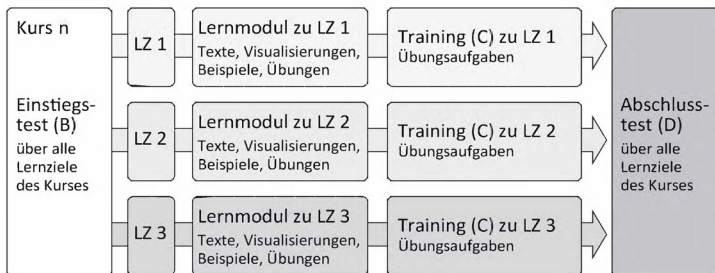 Kurs n
Einstiegs-
test (B)
über alle
Lernziele
des Kurses
LZ 1
Lernmodul zu LZ 1
Texte, Visualisierungen,
Beispiele, Übungen
Training (C) zu LZ 1
Übungsaufgaben
LZ 2
Lernmodul zu LZ 2
Texte, Visualisierungen,
Beispiele, Übungen
Training (C) zu LZ 2
Übungsaufgaben
LZ 3
Lernmodul zu LZ 3
Texte, Visualisierungen,
Beispiele, Übungen
Training (C) zu LZ 3
Übungsaufgaben
Abschluss-
test (D)
über alle
Lernziele
des Kurses